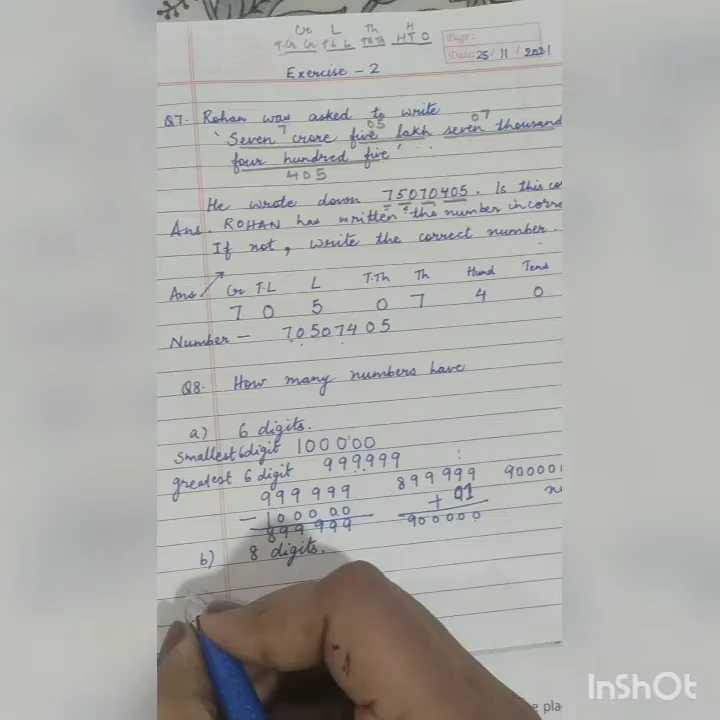 Cr L Th H
T.Cr Cr T.L L T.Th Th H T O
Page:
Date: 25/11/2021
Exercise - 2
Q7. Rohan was asked to write
7 05 07
'Seven crore five lakh seven thousand
four hundred five'
405
He wrote down 75070405. Is this
Ans. ROHAN has written the number
If not, write the correct number.
Ans Cr T.L L T.Th Th Hund Tens
7 0 5 0 7 4 0
Number - 70507405
Q8. How many numbers have
a) 6 digits.
Smallest 6 digit 100000
greatest 6 digit 999999
999999 899999
- 100000 + 01
899999 900000
b) 8 digits.
InShOt